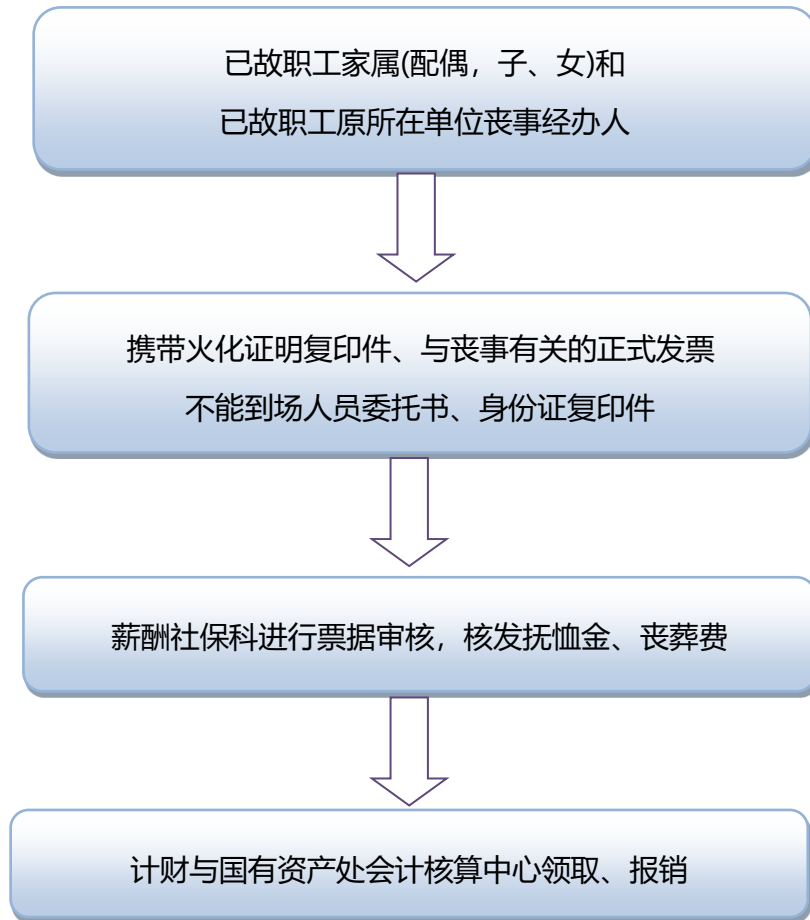 已故职工家属(配偶，子、女)和
已故职工原所在单位丧事经办人
携带火化证明复印件、与丧事有关的正式发票
不能到场人员委托书、身份证复印件
薪酬社保科进行票据审核，核发抚恤金、丧葬费
计财与国有资产处会计核算中心领取、报销